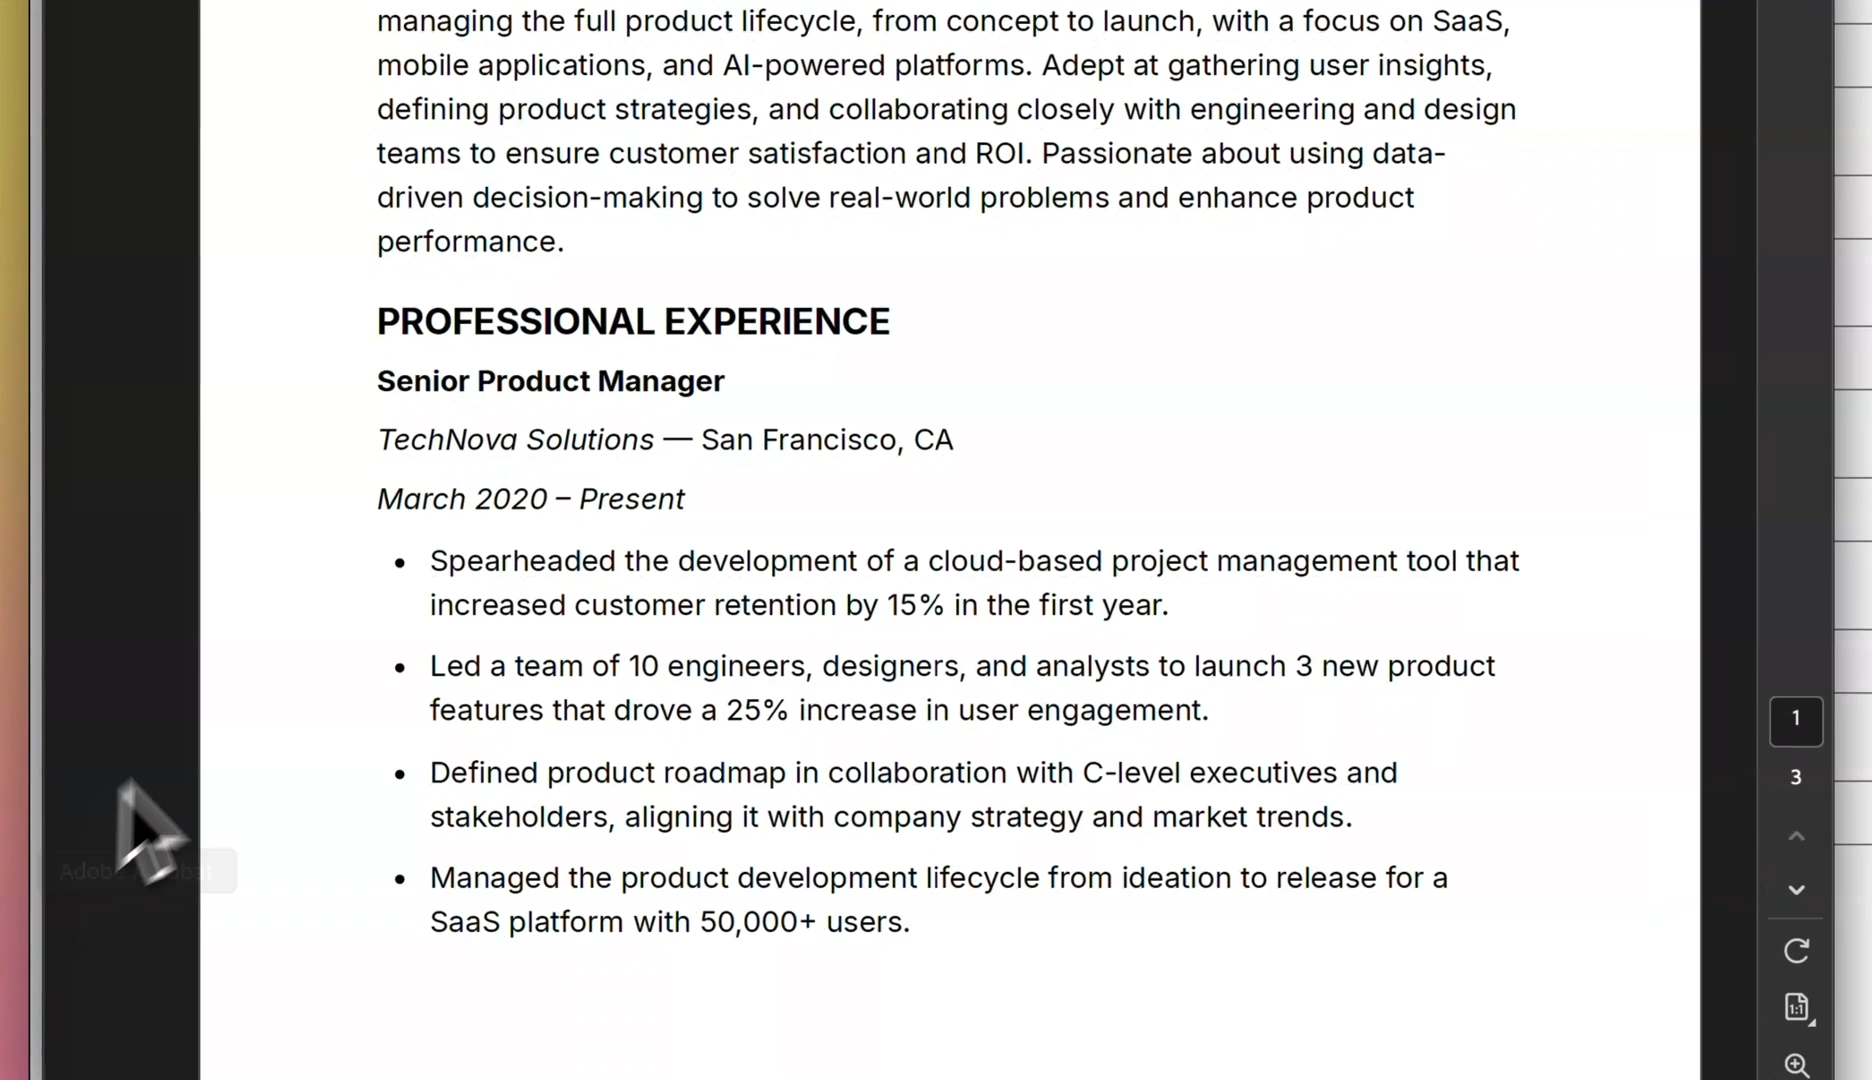 managing the full product lifecycle, from concept to launch, with a focus on SaaS,
mobile applications, and AI-powered platforms. Adept at gathering user insights,
defining product strategies, and collaborating closely with engineering and design
teams to ensure customer satisfaction and ROI. Passionate about using data-
driven decision-making to solve real-world problems and enhance product
performance.
PROFESSIONAL EXPERIENCE
Senior Product Manager
TechNova Solutions — San Francisco, CA
March 2020 – Present
• Spearheaded the development of a cloud-based project management tool that
increased customer retention by 15% in the first year.
• Led a team of 10 engineers, designers, and analysts to launch 3 new product
features that drove a 25% increase in user engagement.
• Defined product roadmap in collaboration with C-level executives and
stakeholders, aligning it with company strategy and market trends.
• Managed the product development lifecycle from ideation to release for a
SaaS platform with 50,000+ users.
1
3
1:1